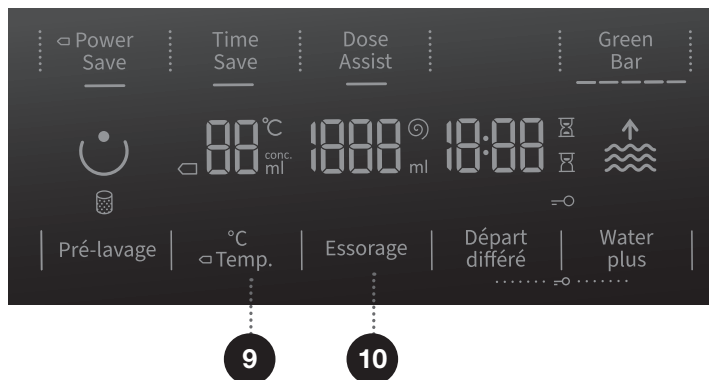 Power
Save
Time
Save
Dose
Assist
Green
Bar
88
°C
conc.
ml
1888
ml
18:88
Pré-lavage
°C
Temp.
Essorage
Départ
différé
Water
plus
9
10